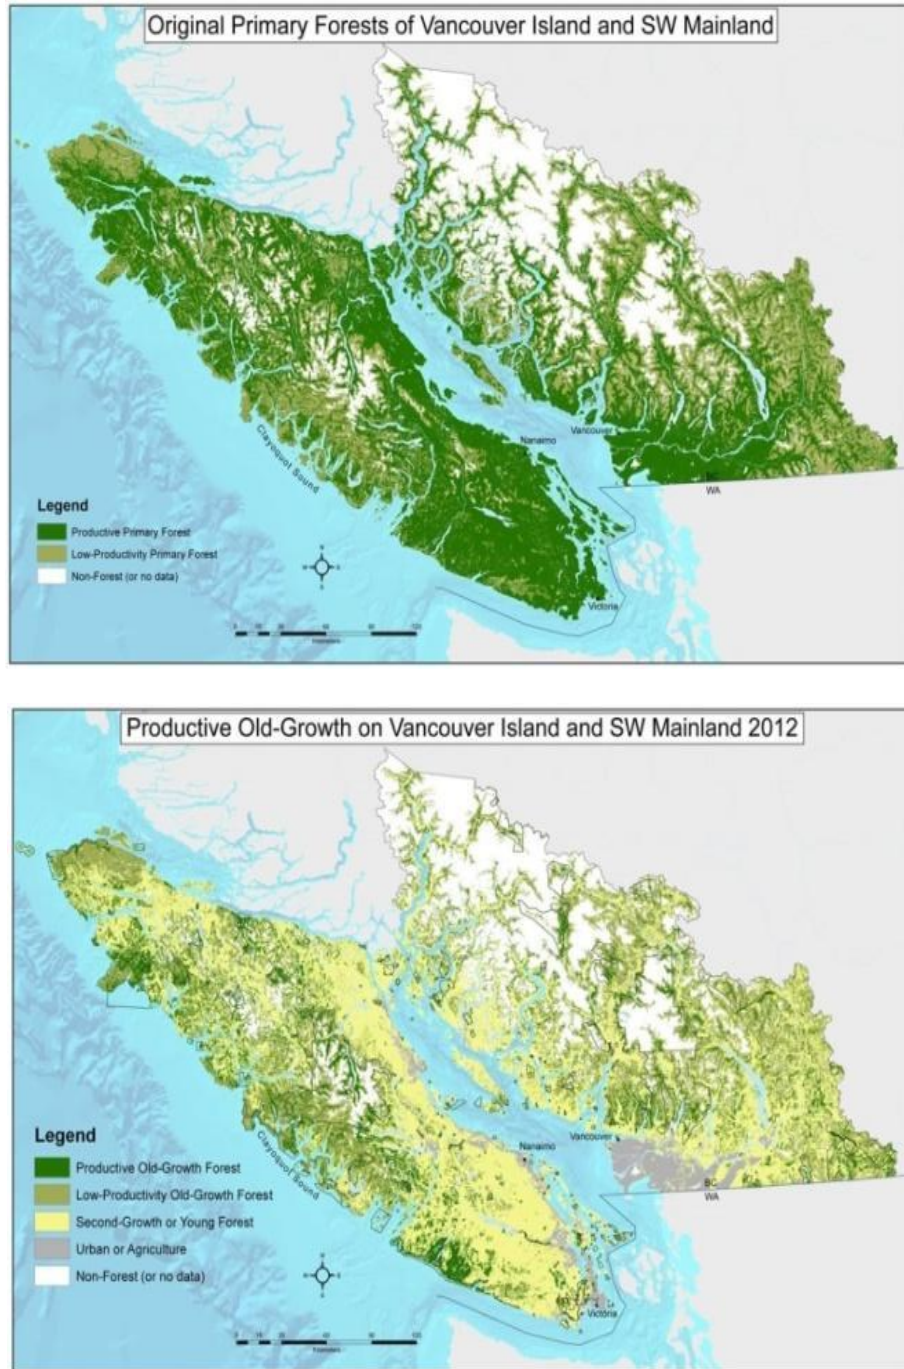 Original Primary Forests of Vancouver Island and SW Mainland
Nanaimo
Vancouver
Clayoquot Sound
BC
WA
Victoria
Legend
Productive Primary Forest
Low-Productivity Primary Forest
Non-Forest (or no data)
N
W
E
S
Kilometers
Productive Old-Growth on Vancouver Island and SW Mainland 2012
Vancouver
Nanaimo
Clayoquot Sound
BC
WA
Victoria
Legend
Productive Old-Growth Forest
Low-Productivity Old-Growth Forest
Second-Growth or Young Forest
Urban or Agriculture
Non-Forest (or no data)
Kilometers